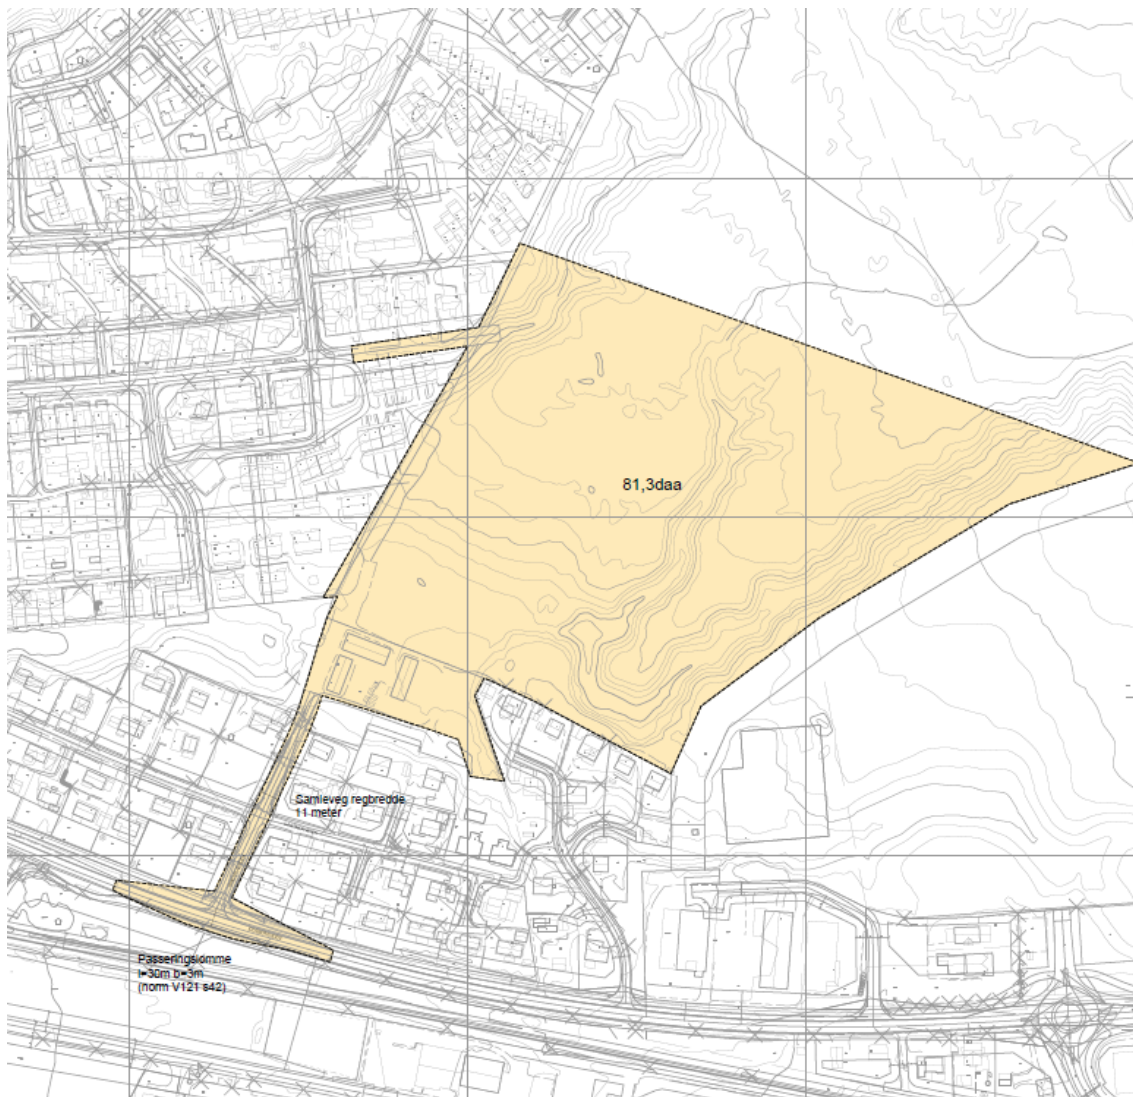 81,3daa
Samleveg regbredde
11 meter
Passeringslomme
l=30m b=3m
(norm V121 s42)